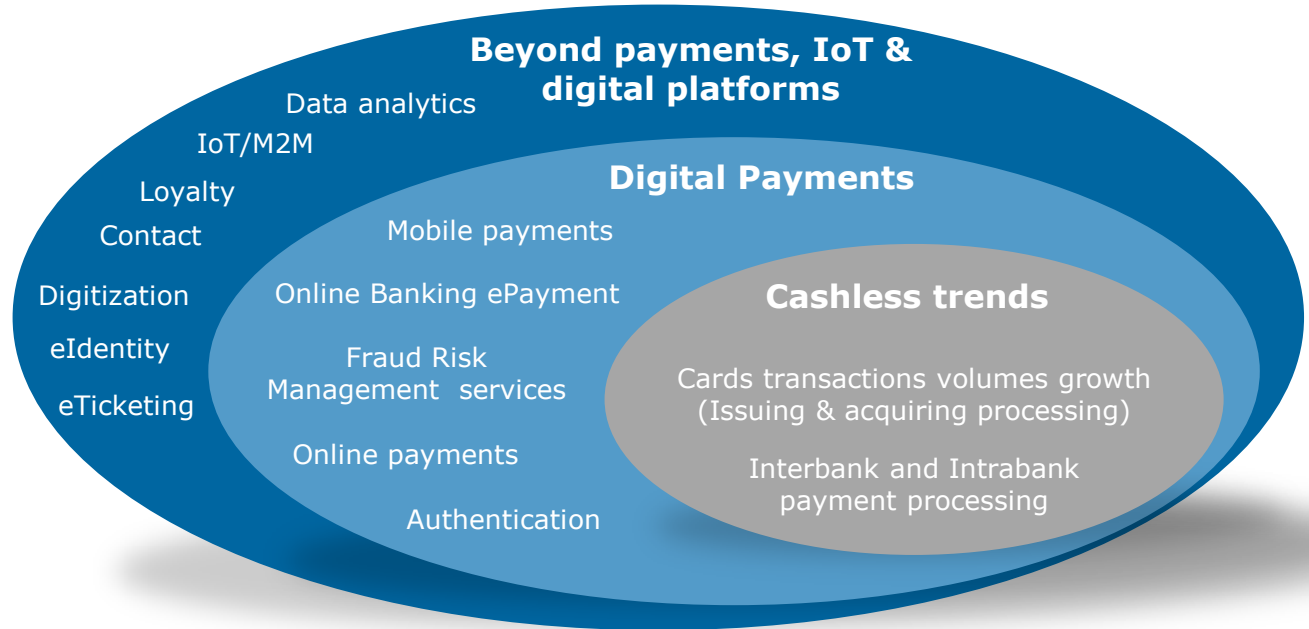 Beyond payments, IoT &
digital platforms
Data analytics
IoT/M2M
Loyalty
Contact
Digitization
eIdentity
eTicketing
Digital Payments
Mobile payments
Online Banking ePayment
Fraud Risk
Management services
Online payments
Authentication
Cashless trends
Cards transactions volumes growth
(Issuing & acquiring processing)
Interbank and Intrabank
payment processing